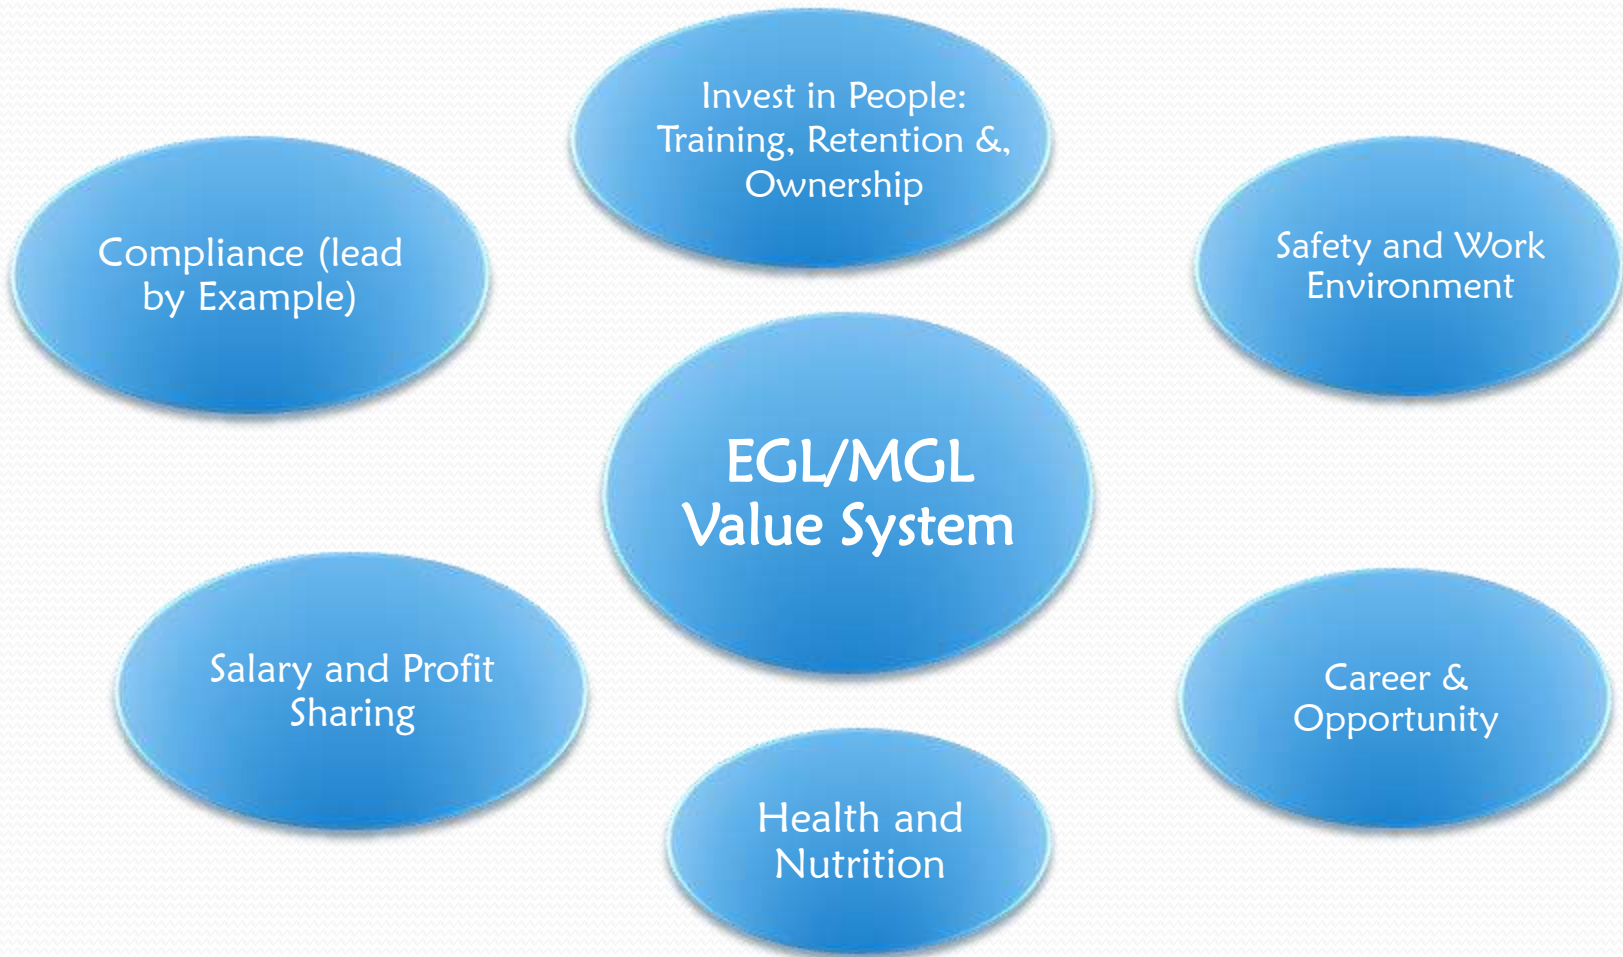 Invest in People:
Training, Retention &,
Ownership
Compliance (lead
by Example)
Safety and Work
Environment
EGL/MGL
Value System
Salary and Profit
Sharing
Career &
Opportunity
Health and
Nutrition